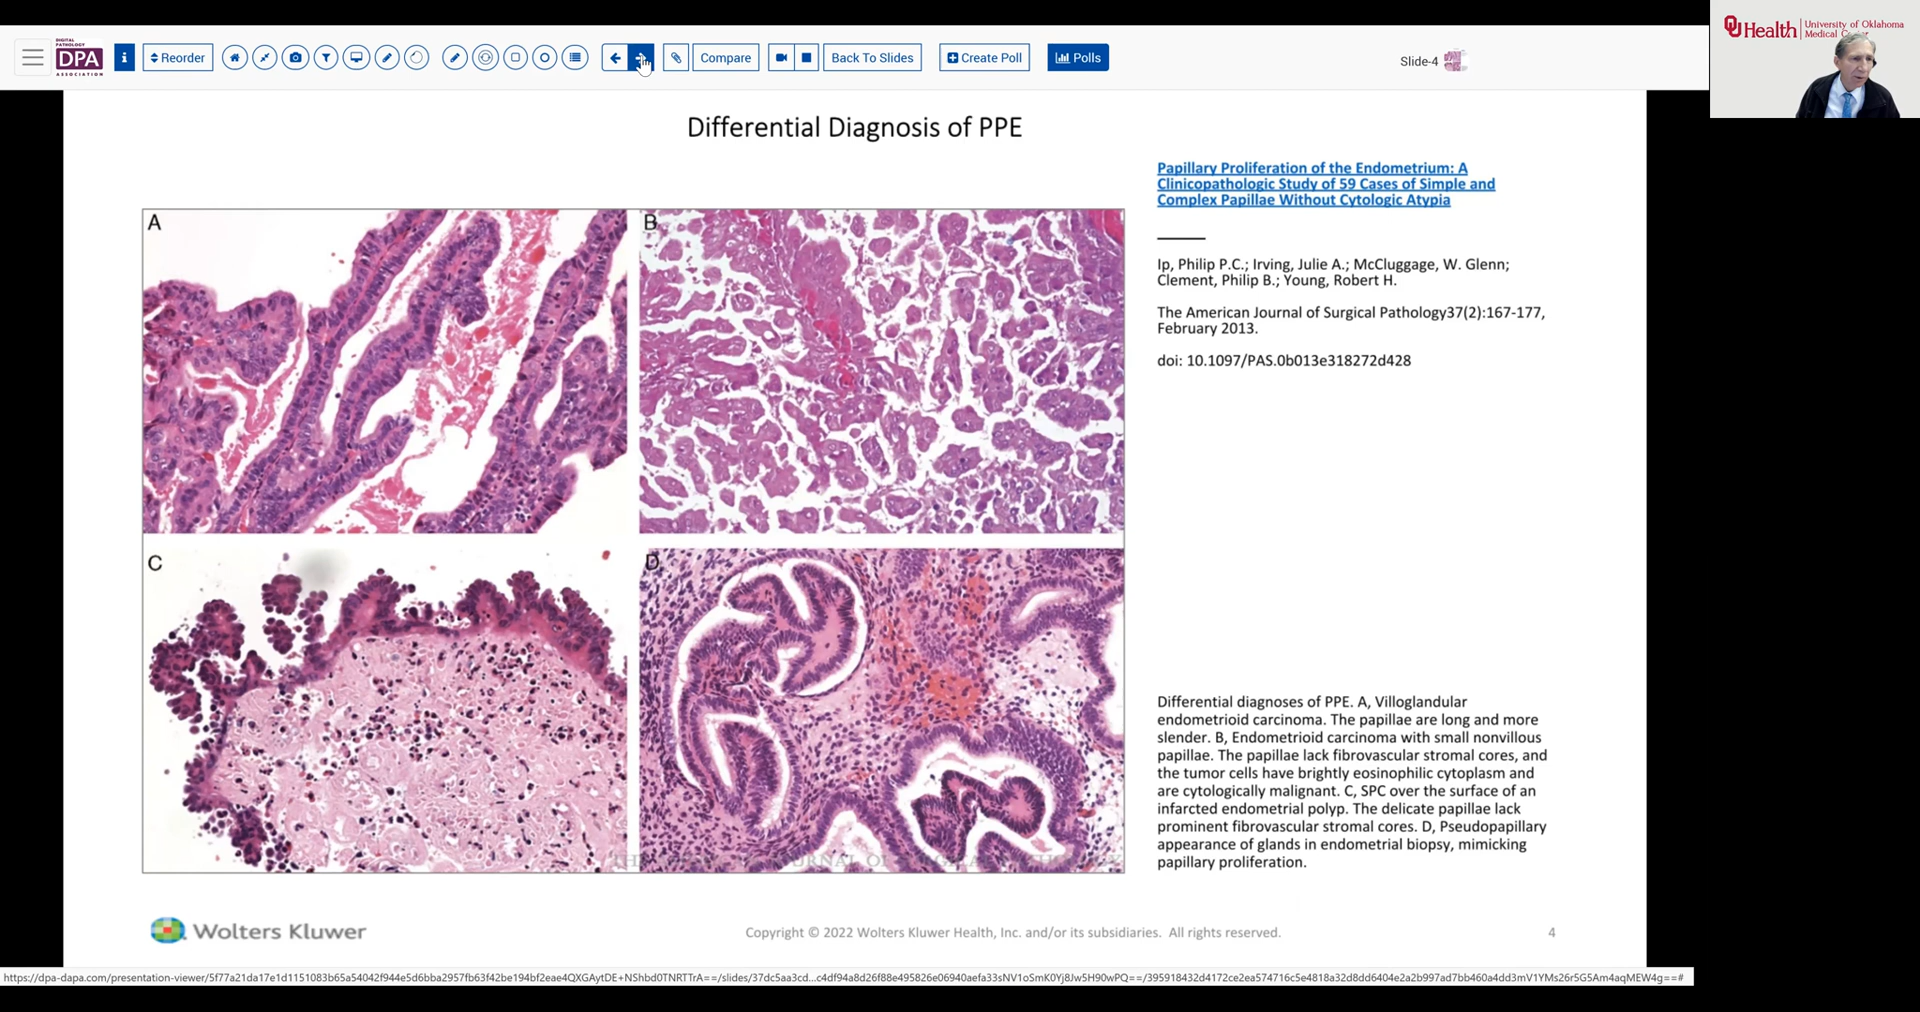 DIGITAL PATHOLOGY
DPA
ASSOCIATION
i
Reorder
Compare
Back To Slides
Create Poll
Polls
Slide-4
OU Health
University of Oklahoma
Medical
Differential Diagnosis of PPE
A
B
C
D
Papillary Proliferation of the Endometrium: A
Clinicopathologic Study of 59 Cases of Simple and
Complex Papillae Without Cytologic Atypia
Ip, Philip P.C.; Irving, Julie A.; McCluggage, W. Glenn;
Clement, Philip B.; Young, Robert H.
The American Journal of Surgical Pathology37(2):167-177,
February 2013.
doi: 10.1097/PAS.0b013e318272d428
Differential diagnoses of PPE. A, Villoglandular
endometrioid carcinoma. The papillae are long and more
slender. B, Endometrioid carcinoma with small nonvillous
papillae. The papillae lack fibrovascular stromal cores, and
the tumor cells have brightly eosinophilic cytoplasm and
are cytologically malignant. C, SPC over the surface of an
infarcted endometrial polyp. The delicate papillae lack
prominent fibrovascular stromal cores. D, Pseudopapillary
appearance of glands in endometrial biopsy, mimicking
papillary proliferation.
Wolters Kluwer
Copyright © 2022 Wolters Kluwer Health, Inc. and/or its subsidiaries. All rights reserved.
4